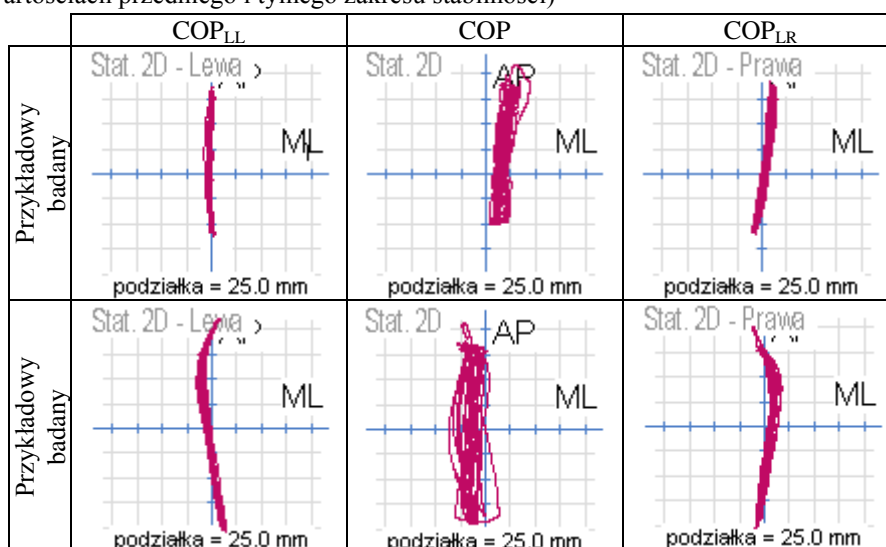 artościach przedniego i tylnego zakresu stabilności)
COP_LL COP COP_LR
Przykładowy
badany
Stat. 2D - Lewa
ML
podziałka = 25.0 mm
Stat. 2D
AP
ML
podziałka = 25.0 mm
Stat. 2D - Prawa
ML
podziałka = 25.0 mm
Przykładowy
badany
Stat. 2D - Lewa
ML
podziałka = 25.0 mm
Stat. 2D
AP
ML
podziałka = 25.0 mm
Stat. 2D - Prawa
ML
podziałka = 25.0 mm